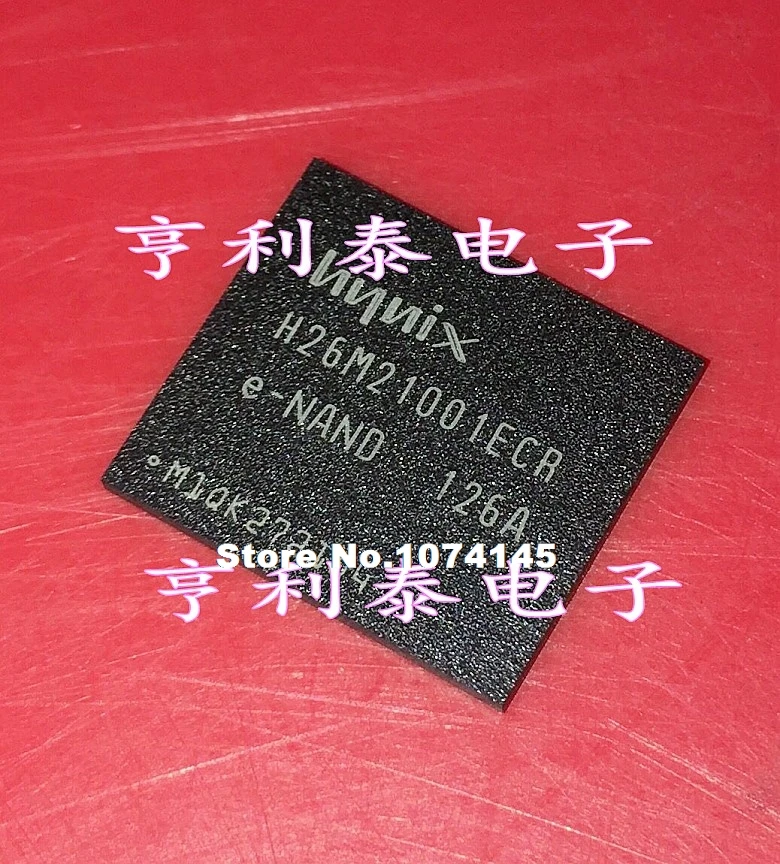 亨利泰电子
hynix
H26M21001ECR
e-NAND 126A
Store No.1074145
亨利泰电子